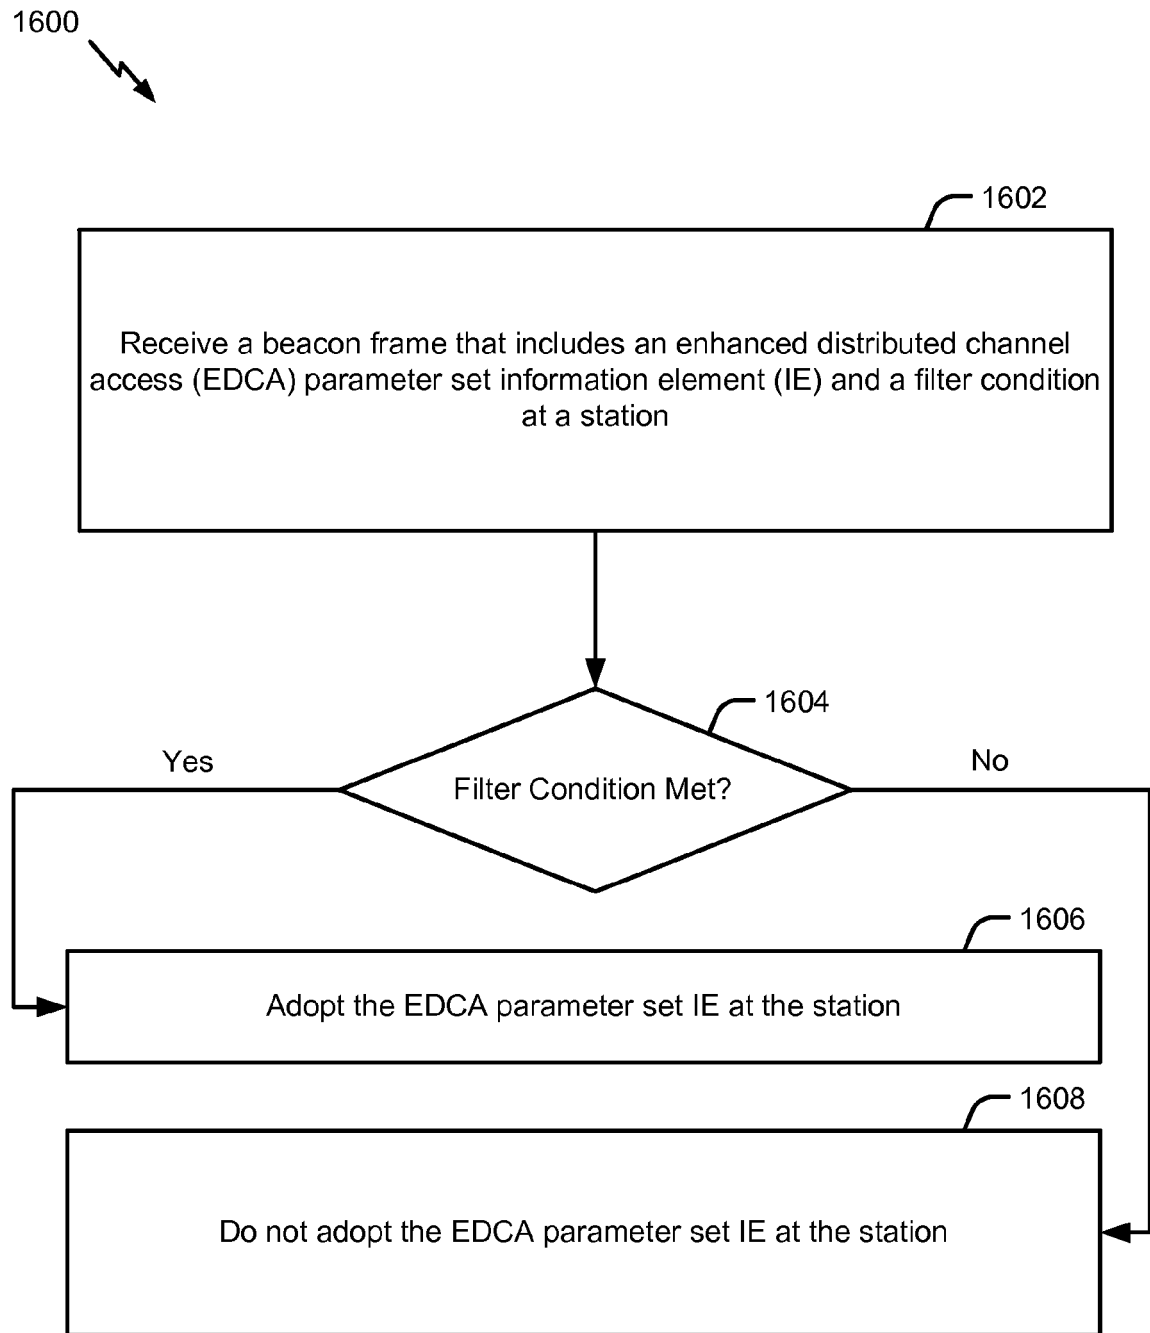 1600
1602
Receive a beacon frame that includes an enhanced distributed channel
access (EDCA) parameter set information element (IE) and a filter condition
at a station
1604
Yes
No
Filter Condition Met?
1606
Adopt the EDCA parameter set IE at the station
1608
Do not adopt the EDCA parameter set IE at the station